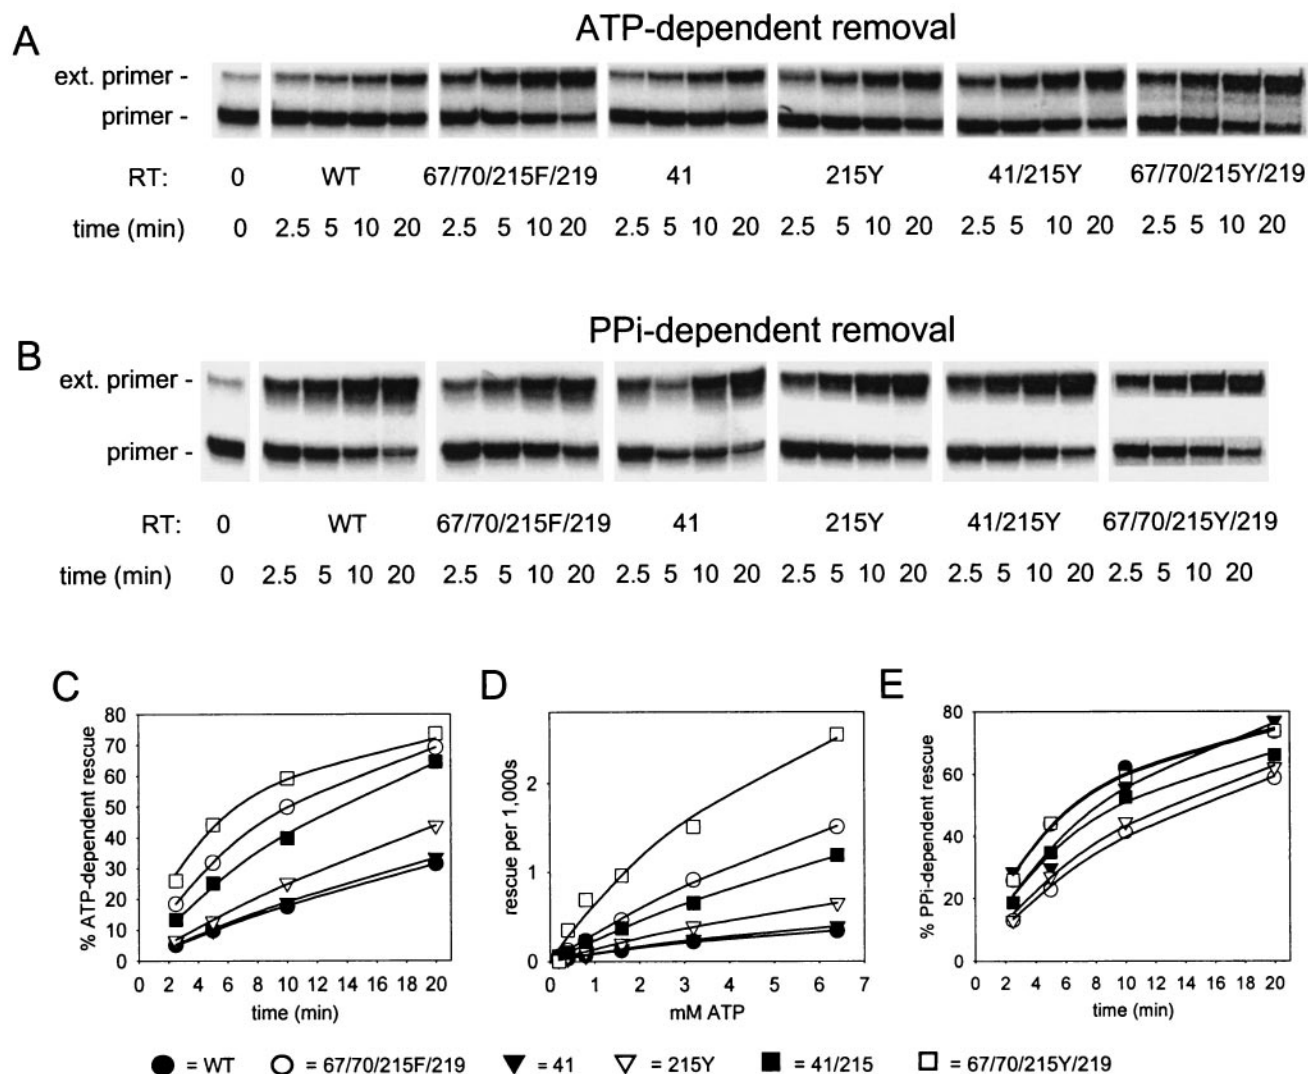 A
ATP-dependent removal
ext. primer -
primer -
RT: 0 WT 67/70/215F/219 41 215Y 41/215Y 67/70/215Y/219
time (min) 0 2.5 5 10 20 2.5 5 10 20 2.5 5 10 20 2.5 5 10 20 2.5 5 10 20 2.5 5 10 20
PPi-dependent removal
B
ext. primer -
primer -
RT: 0 WT 67/70/215F/219 41 215Y 41/215Y 67/70/215Y/219
time (min) 0 2.5 5 10 20 2.5 5 10 20 2.5 5 10 20 2.5 5 10 20 2.5 5 10 20 2.5 5 10 20
C
% ATP-dependent rescue
80
70
60
50
40
30
20
10
0
0 2 4 6 8 10 12 14 16 18 20
time (min)
D
rescue per 1,000s
2
1
0
0 1 2 3 4 5 6 7
mM ATP
E
% PPi-dependent rescue
80
60
40
20
0
0 2 4 6 8 10 12 14 16 18 20
time (min)
= WT = 67/70/215F/219 = 41 = 215Y = 41/215 = 67/70/215Y/219